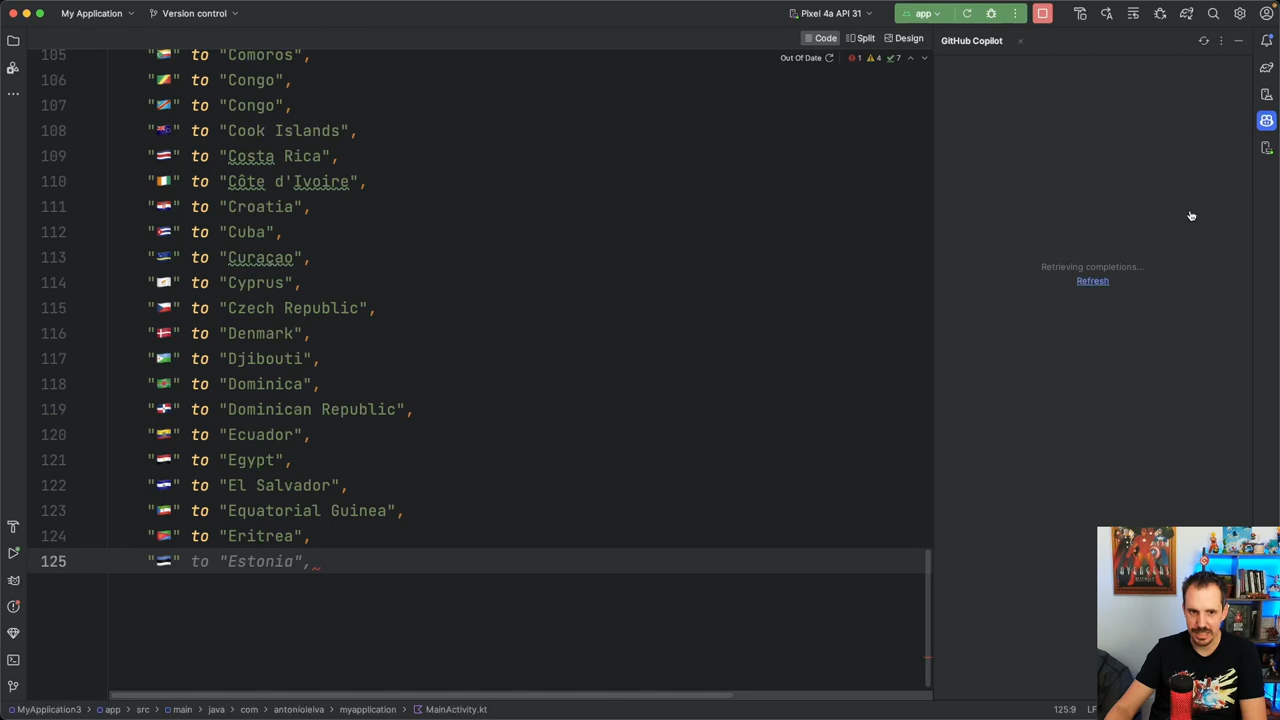 My Application
Version control
Pixel 4a API 31
app
Code
Split
Design
GitHub Copilot
Out Of Date
1
4
7
105 "🇰🇲" to "Comoros",
106 "🇨🇬" to "Congo",
107 "🇨🇩" to "Congo",
108 "🇨🇰" to "Cook Islands",
109 "🇨🇷" to "Costa Rica",
110 "🇨🇮" to "Côte d'Ivoire",
111 "🇭🇷" to "Croatia",
112 "🇨🇺" to "Cuba",
113 "🇨🇼" to "Curaçao",
114 "🇨🇾" to "Cyprus",
115 "🇨🇿" to "Czech Republic",
116 "🇩🇰" to "Denmark",
117 "🇩🇯" to "Djibouti",
118 "🇩🇲" to "Dominica",
119 "🇩🇴" to "Dominican Republic",
120 "🇪🇨" to "Ecuador",
121 "🇪🇬" to "Egypt",
122 "🇸🇻" to "El Salvador",
123 "🇬🇶" to "Equatorial Guinea",
124 "🇪🇷" to "Eritrea",
125 "🇪🇪" to "Estonia",
Retrieving completions...
Refresh
MyApplication3 > app > src > main > java > com > antonioleiva > myapplication > MainActivity.kt
125:9
LF